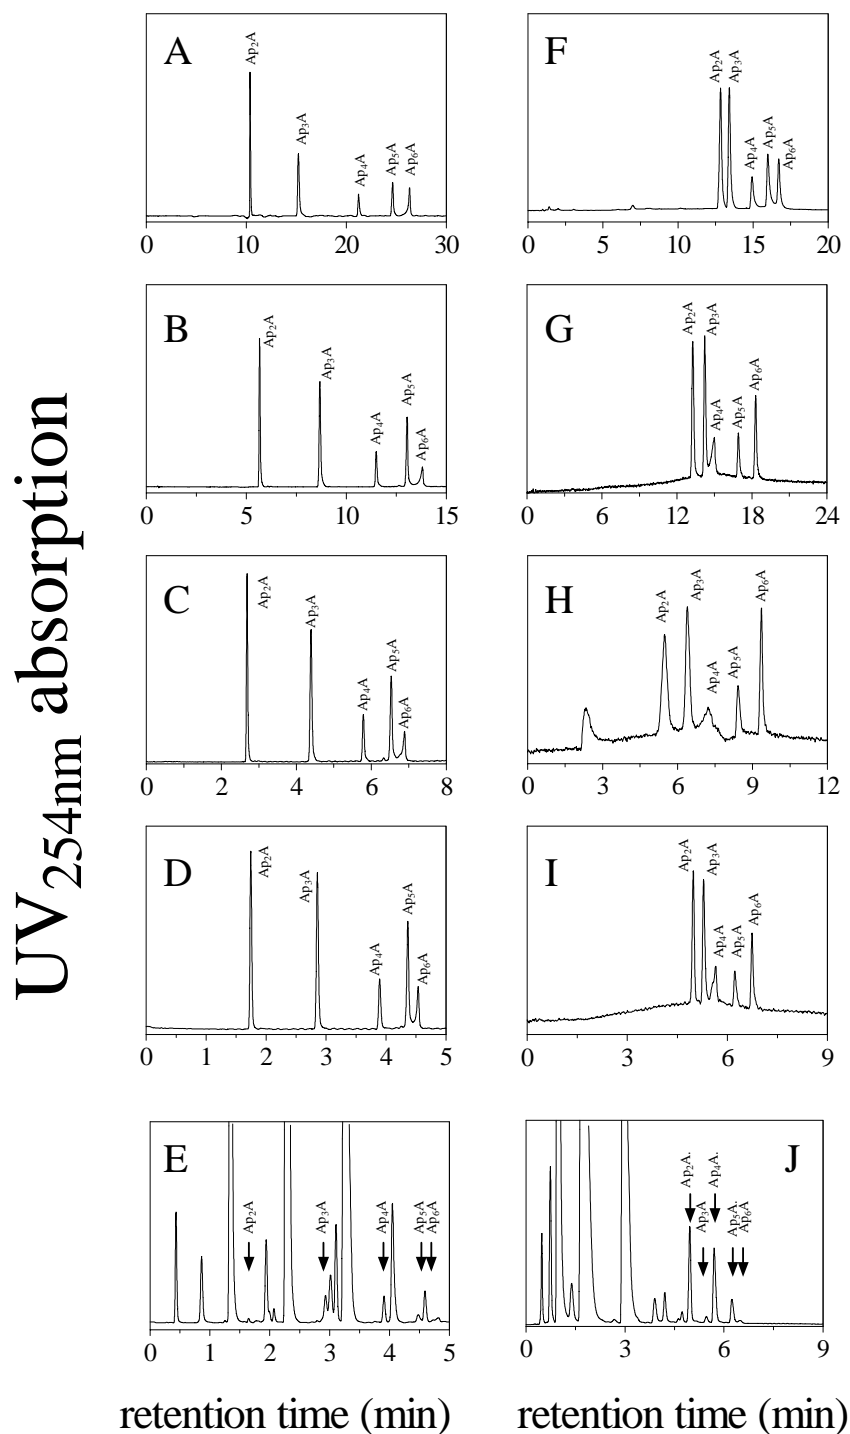 UV254nm absorption
A
Ap2A
Ap3A
Ap4A
Ap5A
Ap6A
0 10 20 30
F
Ap2A
Ap3A
Ap4A
Ap5A
Ap6A
0 5 10 15 20
B
Ap2A
Ap3A
Ap4A
Ap5A
Ap6A
0 5 10 15
G
Ap2A
Ap3A
Ap4A
Ap5A
Ap6A
0 6 12 18 24
C
Ap2A
Ap3A
Ap4A
Ap5A
Ap6A
0 2 4 6 8
H
Ap2A
Ap3A
Ap4A
Ap5A
Ap6A
0 3 6 9 12
D
Ap2A
Ap3A
Ap4A
Ap5A
Ap6A
0 1 2 3 4 5
I
Ap2A
Ap3A
Ap4A
Ap5A
Ap6A
0 3 6 9
E
Ap2A
Ap3A
Ap4A
Ap5A
Ap6A
0 1 2 3 4 5
J
Ap2A.
Ap3A
Ap4A.
Ap5A.
Ap6A
0 3 6 9
retention time (min)
retention time (min)